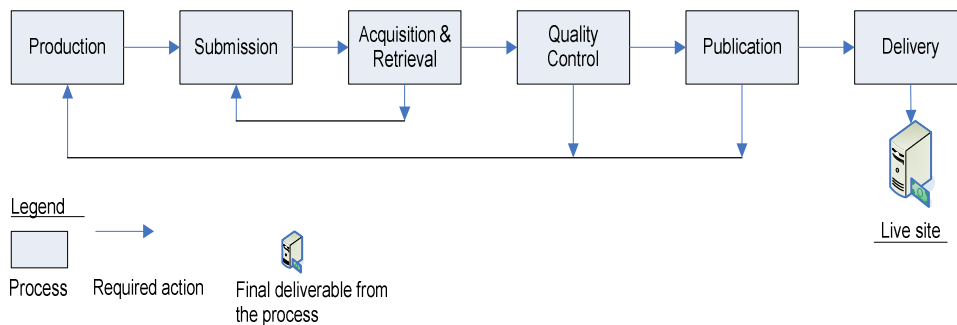 Production
Submission
Acquisition &
Retrieval
Quality
Control
Publication
Delivery
Live site
Legend
Process
Required action
Final deliverable from
the process